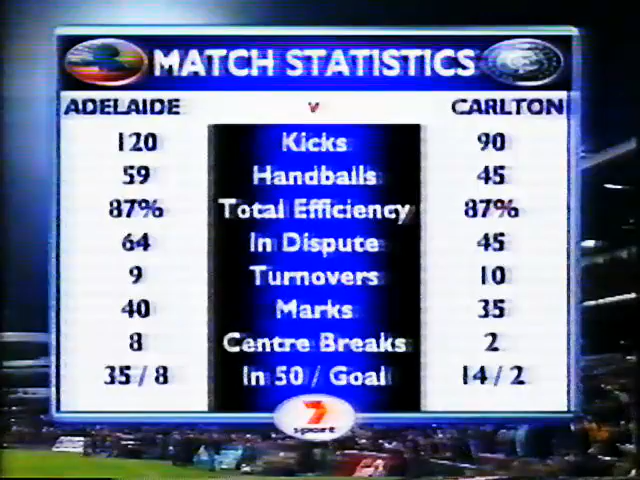 MATCH STATISTICS
ADELAIDE v CARLTON
120 Kicks 90
59 Handballs 45
87% Total Efficiency 87%
64 In Dispute 45
9 Turnovers 10
40 Marks 35
8 Centre Breaks 2
35 / 8 In 50 / Goal 14 / 2
7
sport